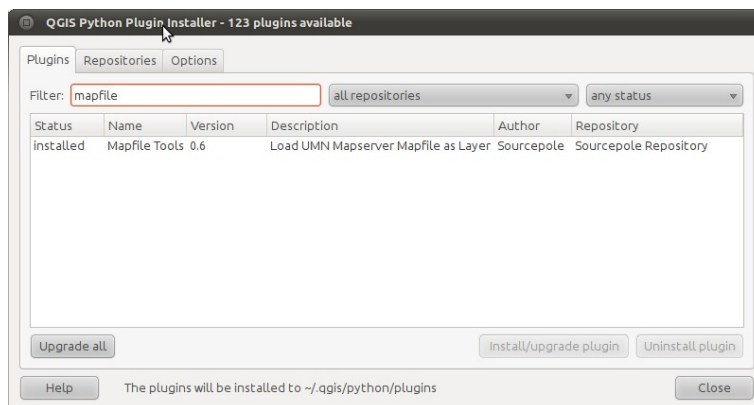 QGIS Python Plugin Installer - 123 plugins available
Plugins Repositories Options
Filter: mapfile all repositories any status
Status Name Version Description Author Repository
installed Mapfile Tools 0.6 Load UMN Mapserver Mapfile as Layer Sourcepole Sourcepole Repository
Upgrade all Install/upgrade plugin Uninstall plugin
Help The plugins will be installed to ~/.qgis/python/plugins Close